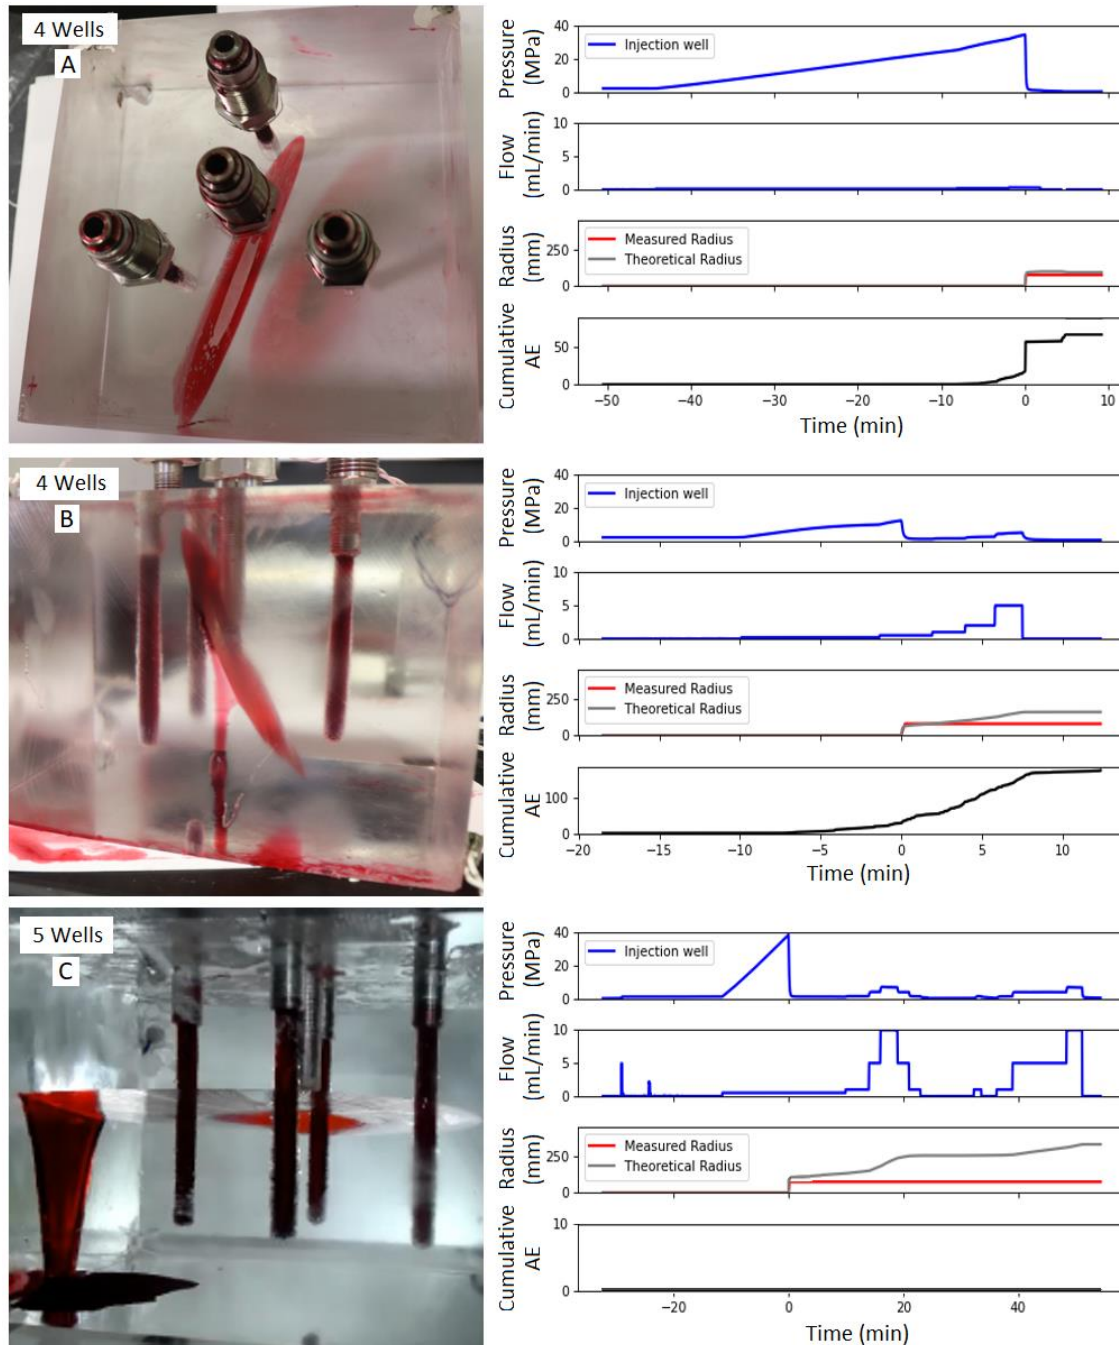 4 Wells
A
Pressure
(MPa)
40
20
0
Injection well
Flow
(mL/min)
10
5
0
Radius
(mm)
250
0
Measured Radius
Theoretical Radius
Cumulative
AE
50
0
−50 −40 −30 −20 −10 0 10
Time (min)
4 Wells
B
Pressure
(MPa)
40
20
0
Injection well
Flow
(mL/min)
10
5
0
Radius
(mm)
250
0
Measured Radius
Theoretical Radius
Cumulative
AE
100
0
−20 −15 −10 −5 0 5 10
Time (min)
5 Wells
C
Pressure
(MPa)
40
20
0
Injection well
Flow
(mL/min)
10
5
0
Radius
(mm)
250
0
Measured Radius
Theoretical Radius
Cumulative
AE
10
5
0
−20 0 20 40
Time (min)